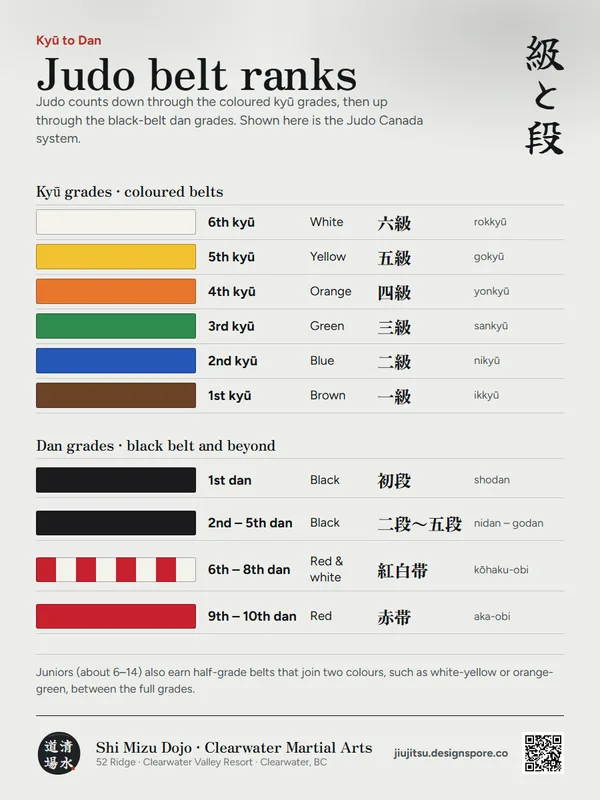 Kyū to Dan
級と段
Judo belt ranks
Judo counts down through the coloured kyū grades, then up
through the black-belt dan grades. Shown here is the Judo Canada
system.
Kyū grades · coloured belts
6th kyū White 六級 rokkyū
5th kyū Yellow 五級 gokyū
4th kyū Orange 四級 yonkyū
3rd kyū Green 三級 sankyū
2nd kyū Blue 二級 nikyū
1st kyū Brown 一級 ikkyū
Dan grades · black belt and beyond
1st dan Black 初段 shodan
2nd – 5th dan Black 二段〜五段 nidan – godan
6th – 8th dan Red & white 紅白帯 kōhaku-obi
9th – 10th dan Red 赤帯 aka-obi
Juniors (about 6–14) also earn half-grade belts that join two colours, such as white-yellow or orange-
green, between the full grades.
清水道場
Shi Mizu Dojo · Clearwater Martial Arts
52 Ridge · Clearwater Valley Resort · Clearwater, BC
jiujitsu.designspore.co